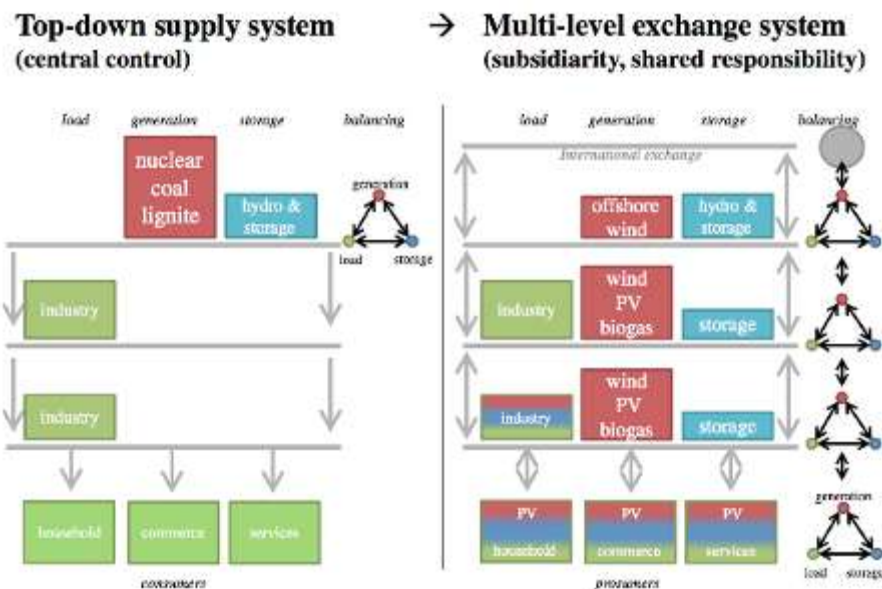 Top-down supply system
(central control)
→ Multi-level exchange system
(subsidiarity, shared responsibility)
load generation storage balancing
nuclear
coal
lignite
hydro &
storage
generation
load storage
industry
industry
household commerce services
consumers
load generation storage balancing
International exchange
offshore
wind
hydro &
storage
industry
wind
PV
biogas
storage
industry
wind
PV
biogas
storage
PV PV PV
household commerce services
prosumers
generation
load storage